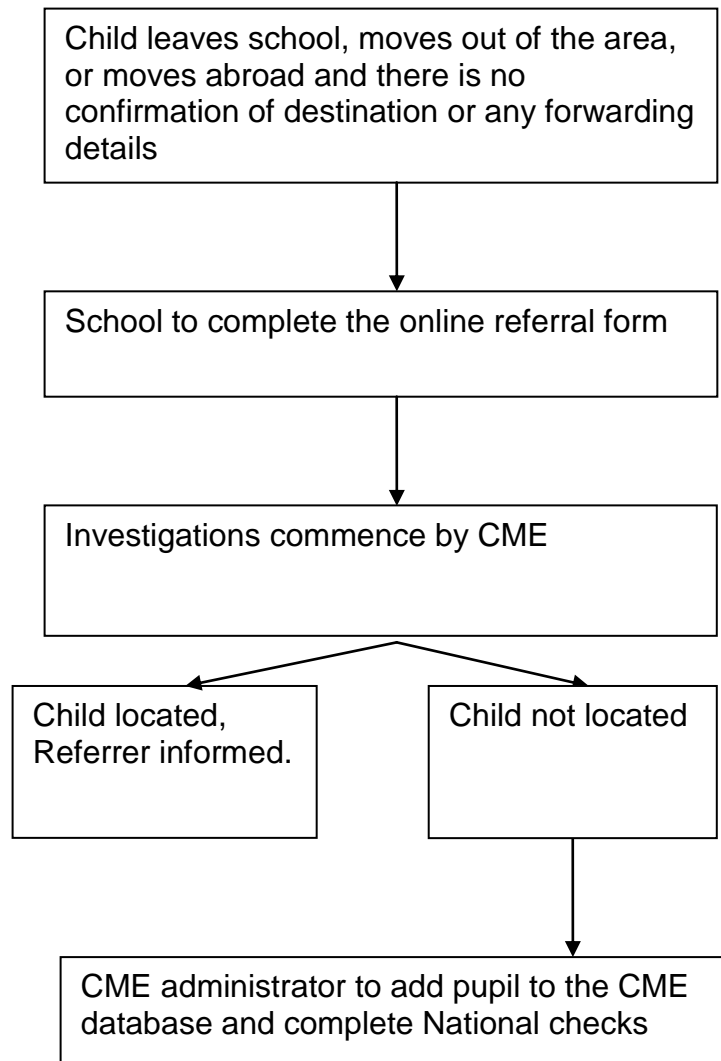 Child leaves school, moves out of the area,
or moves abroad and there is no
confirmation of destination or any forwarding
details
School to complete the online referral form
Investigations commence by CME
Child located,
Referrer informed.
Child not located
CME administrator to add pupil to the CME
database and complete National checks